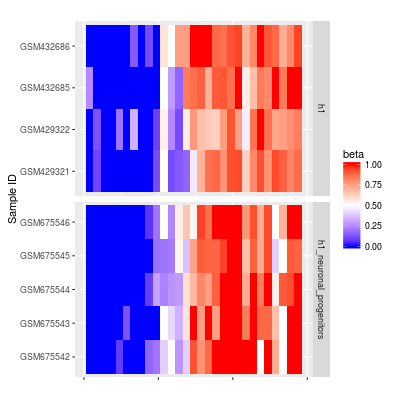 GSM432686
GSM432685
GSM429322
GSM429321
h1
GSM675546
GSM675545
GSM675544
GSM675543
GSM675542
h1_neuronal_progenitors
Sample ID
beta
1.00
0.75
0.50
0.25
0.00